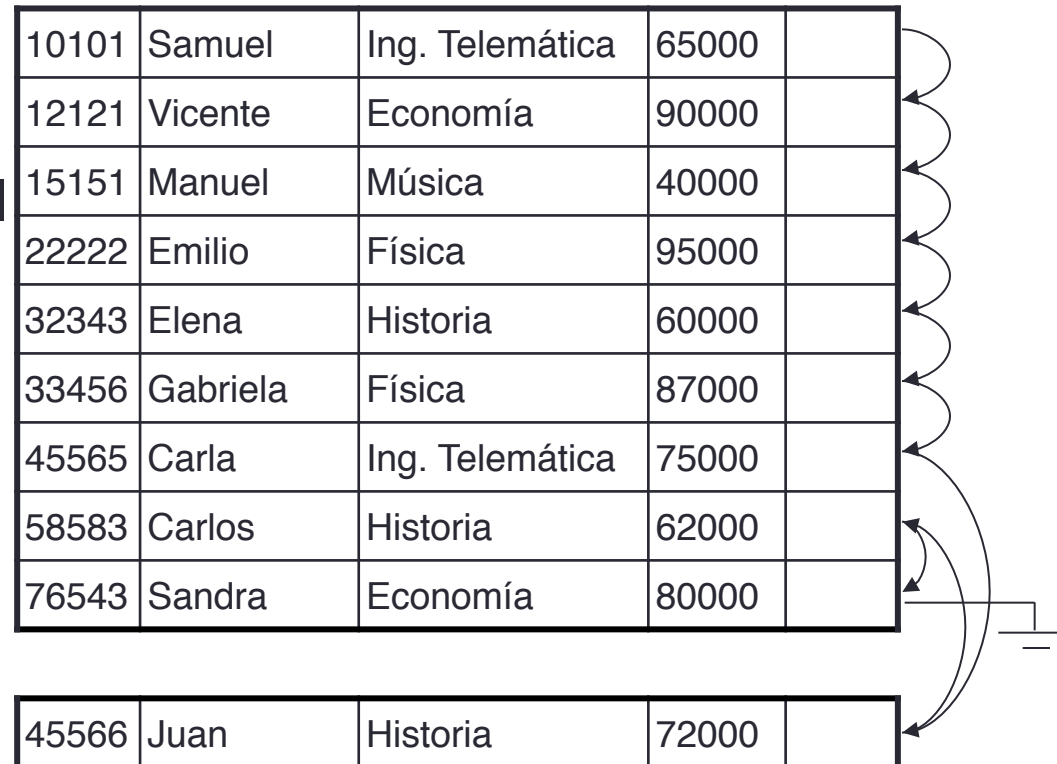 10101 Samuel Ing. Telemática 65000
12121 Vicente Economía 90000
15151 Manuel Música 40000
22222 Emilio Física 95000
32343 Elena Historia 60000
33456 Gabriela Física 87000
45565 Carla Ing. Telemática 75000
58583 Carlos Historia 62000
76543 Sandra Economía 80000
45566 Juan Historia 72000